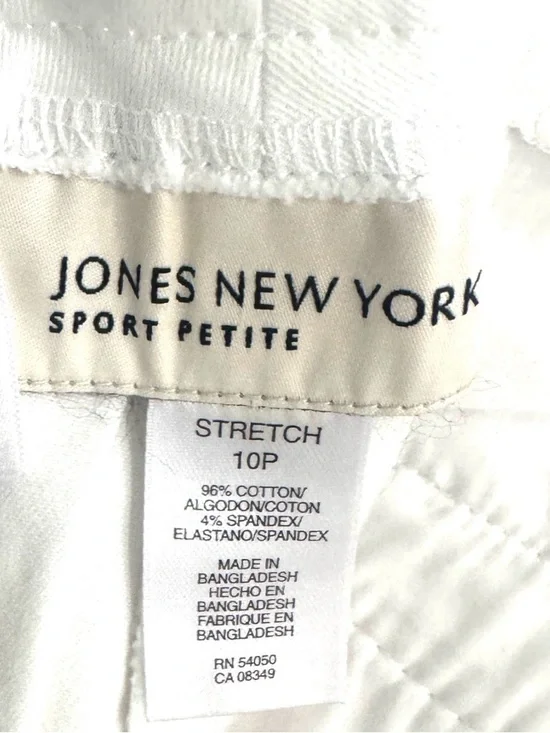 JONES NEW YORK
SPORT PETITE
STRETCH
10P
96% COTTON/
ALGODON/COTON
4% SPANDEX/
ELASTANO/SPANDEX
MADE IN
BANGLADESH
HECHO EN
BANGLADESH
FABRIQUE EN
BANGLADESH
RN 54050
CA 08349